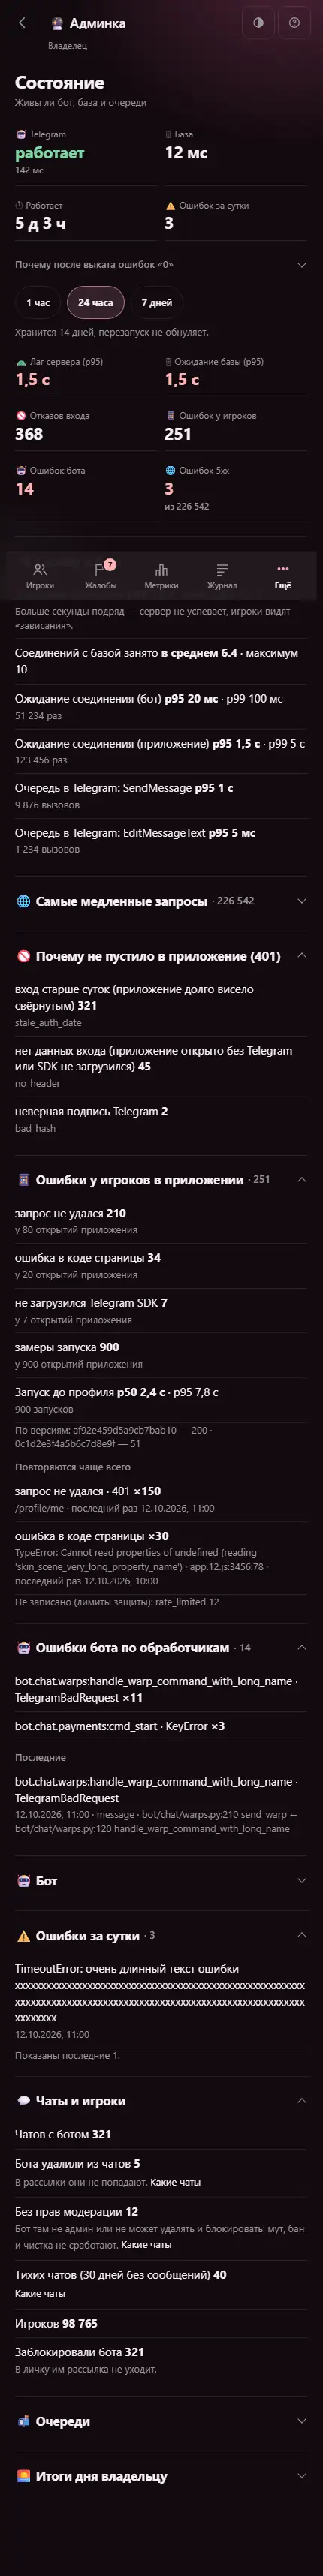 Админка
Владелец
Состояние
Живы ли бот, база и очереди
Telegram
работает
142 мс
База
12 мс
Работает
5 д 3 ч
Ошибок за сутки
3
Почему после выката ошибок «0»
1 час
24 часа
7 дней
Хранится 14 дней, перезапуск не обнуляет.
Лаг сервера (p95)
1,5 с
Ожидание базы (p95)
1,5 с
Отказов входа
368
Ошибок у игроков
251
Ошибок бота
14
Ошибок 5xx
3
из 226 542
Игроки
7
Жалобы
Метрики
Журнал
Ещё
Больше секунды подряд — сервер не успевает, игроки видят
«зависания».
Соединений с базой занято в среднем 6.4 · максимум
10
Ожидание соединения (бот) p95 20 мс · p99 100 мс
51 234 раз
Ожидание соединения (приложение) p95 1,5 с · p99 5 с
123 456 раз
Очередь в Telegram: SendMessage p95 1 с
9 876 вызовов
Очередь в Telegram: EditMessageText p95 5 мс
1 234 вызовов
Самые медленные запросы · 226 542
Почему не пустило в приложение (401)
вход старше суток (приложение долго висело
свёрнутым) 321
stale_auth_date
нет данных входа (приложение открыто без Telegram
или SDK не загрузился) 45
no_header
неверная подпись Telegram 2
bad_hash
Ошибки у игроков в приложении · 251
запрос не удался 210
у 80 открытий приложения
ошибка в коде страницы 34
у 20 открытий приложения
не загрузился Telegram SDK 7
у 7 открытий приложения
замеры запуска 900
у 900 открытий приложения
Запуск до профиля p50 2,4 с · p95 7,8 с
900 запусков
По версиям: af92e459d5a9cb7bab10 — 200 ·
0c1d2e3f4a5b6c7d8e9f — 51
Повторяются чаще всего
запрос не удался · 401 ×150
/profile/me · последний раз 12.10.2026, 11:00
ошибка в коде страницы ×30
TypeError: Cannot read properties of undefined (reading
'skin_scene_very_long_property_name') · app.12.js:3456:78 ·
последний раз 12.10.2026, 10:00
Не записано (лимиты защиты): rate_limited 12
Ошибки бота по обработчикам · 14
bot.chat.warps:handle_warp_command_with_long_name ·
TelegramBadRequest ×11
bot.chat.payments:cmd_start · KeyError ×3
Последние
bot.chat.warps:handle_warp_command_with_long_name ·
TelegramBadRequest
12.10.2026, 11:00 · message · bot/chat/warps.py:210 send_warp ←
bot/chat/warps.py:120 handle_warp_command_with_long_name
Бот
Ошибки за сутки · 3
TimeoutError: очень длинный текст ошибки
12.10.2026, 11:00
Показаны последние 1.
Чаты и игроки
Чатов с ботом 321
Бота удалили из чатов 5
В рассылки они не попадают. Какие чаты
Без прав модерации 12
Бот там не админ или не может удалять и блокировать: мут, бан
и чистка не сработают. Какие чаты
Тихих чатов (30 дней без сообщений) 40
Какие чаты
Игроков 98 765
Заблокировали бота 321
В личку им рассылка не уходит.
Очереди
Итоги дня владельцу